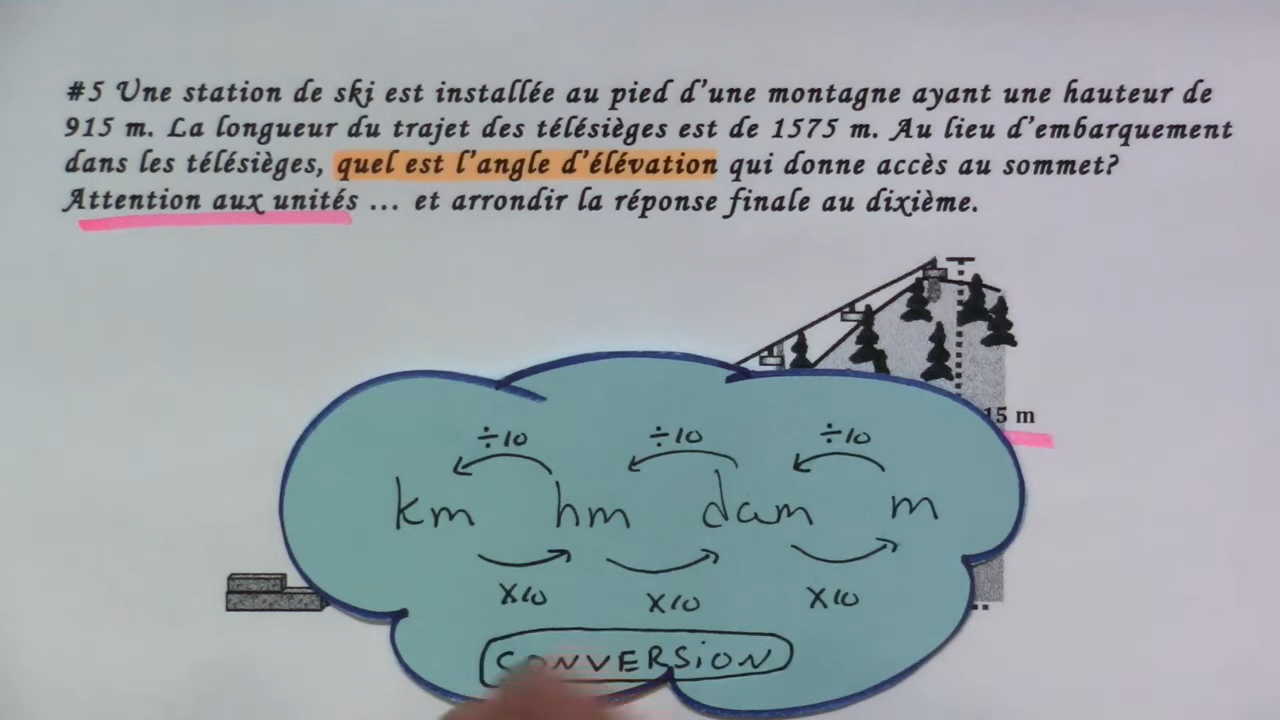 #5 Une station de ski est installée au pied d'une montagne ayant une hauteur de
915 m. La longueur du trajet des télésièges est de 1575 m. Au lieu d'embarquement
dans les télésièges, quel est l'angle d'élévation qui donne accès au sommet?
Attention aux unités ... et arrondir la réponse finale au dixième.
15 m
÷10 ÷10 ÷10
km hm dam m
X10 X10 X10
CONVERSION